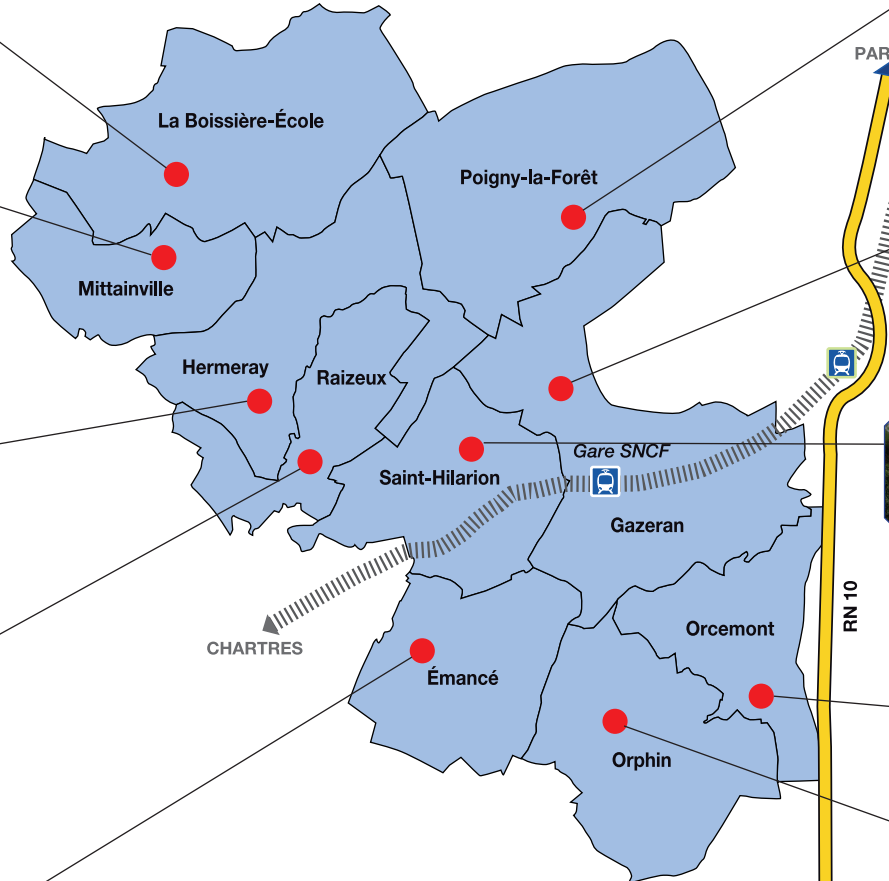 PAR
La Boissière-École
Poigny-la-Forêt
Mittainville
Hermeray
Raizeux
Gare SNCF
Saint-Hilarion
Gazeran
RN 10
Orcemont
CHARTRES
Émancé
Orphin